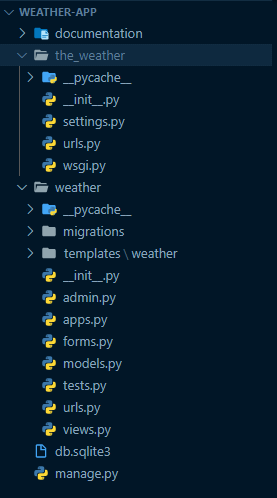 WEATHER-APP
documentation
the_weather
__pycache__
__init__.py
settings.py
urls.py
wsgi.py
weather
__pycache__
migrations
templates \ weather
__init__.py
admin.py
apps.py
forms.py
models.py
tests.py
urls.py
views.py
db.sqlite3
manage.py